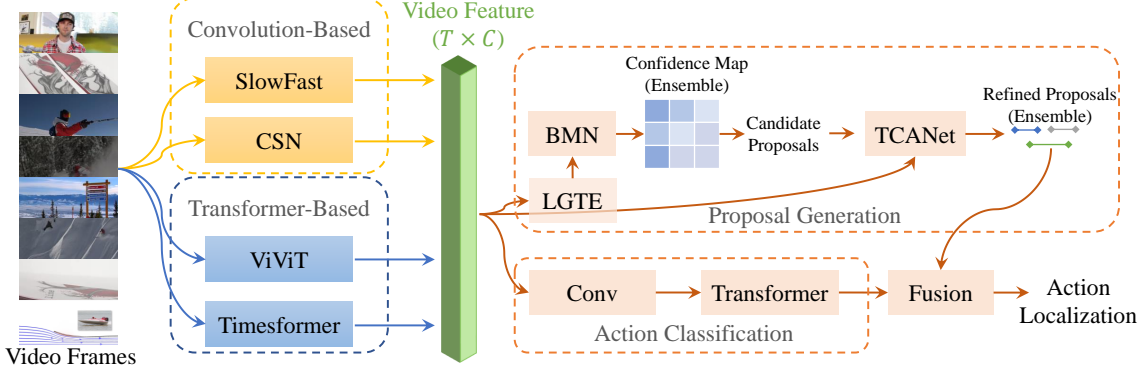 Convolution-Based
SlowFast
CSN
Transformer-Based
ViViT
Timesformer
Video Frames
Video Feature
(T × C)
Confidence Map
(Ensemble)
BMN
LGTE
Candidate
Proposals
TCANet
Refined Proposals
(Ensemble)
Proposal Generation
Conv
Transformer
Action Classification
Fusion
Action
Localization